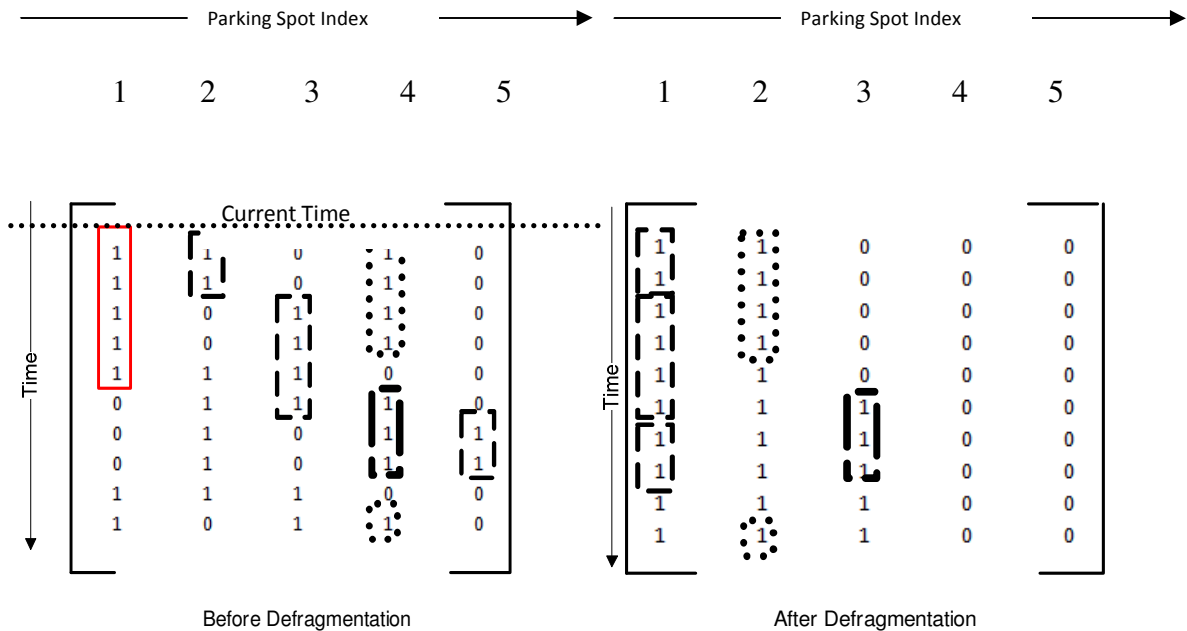 Parking Spot Index Parking Spot Index
1 2 3 4 5 1 2 3 4 5
Current Time
1 1 0 1 0 1 1 0 0 0
1 1 0 1 0 1 1 0 0 0
1 0 1 1 0 1 1 0 0 0
1 0 1 1 0 1 1 0 0 0
1 1 1 0 0 1 1 0 0 0
0 1 1 1 0 1 1 1 0 0
0 1 0 1 1 1 1 1 0 0
0 1 0 1 1 1 1 1 0 0
1 1 1 0 0 1 1 1 0 0
1 0 1 1 0 1 1 1 0 0
Time Time
Before Defragmentation After Defragmentation